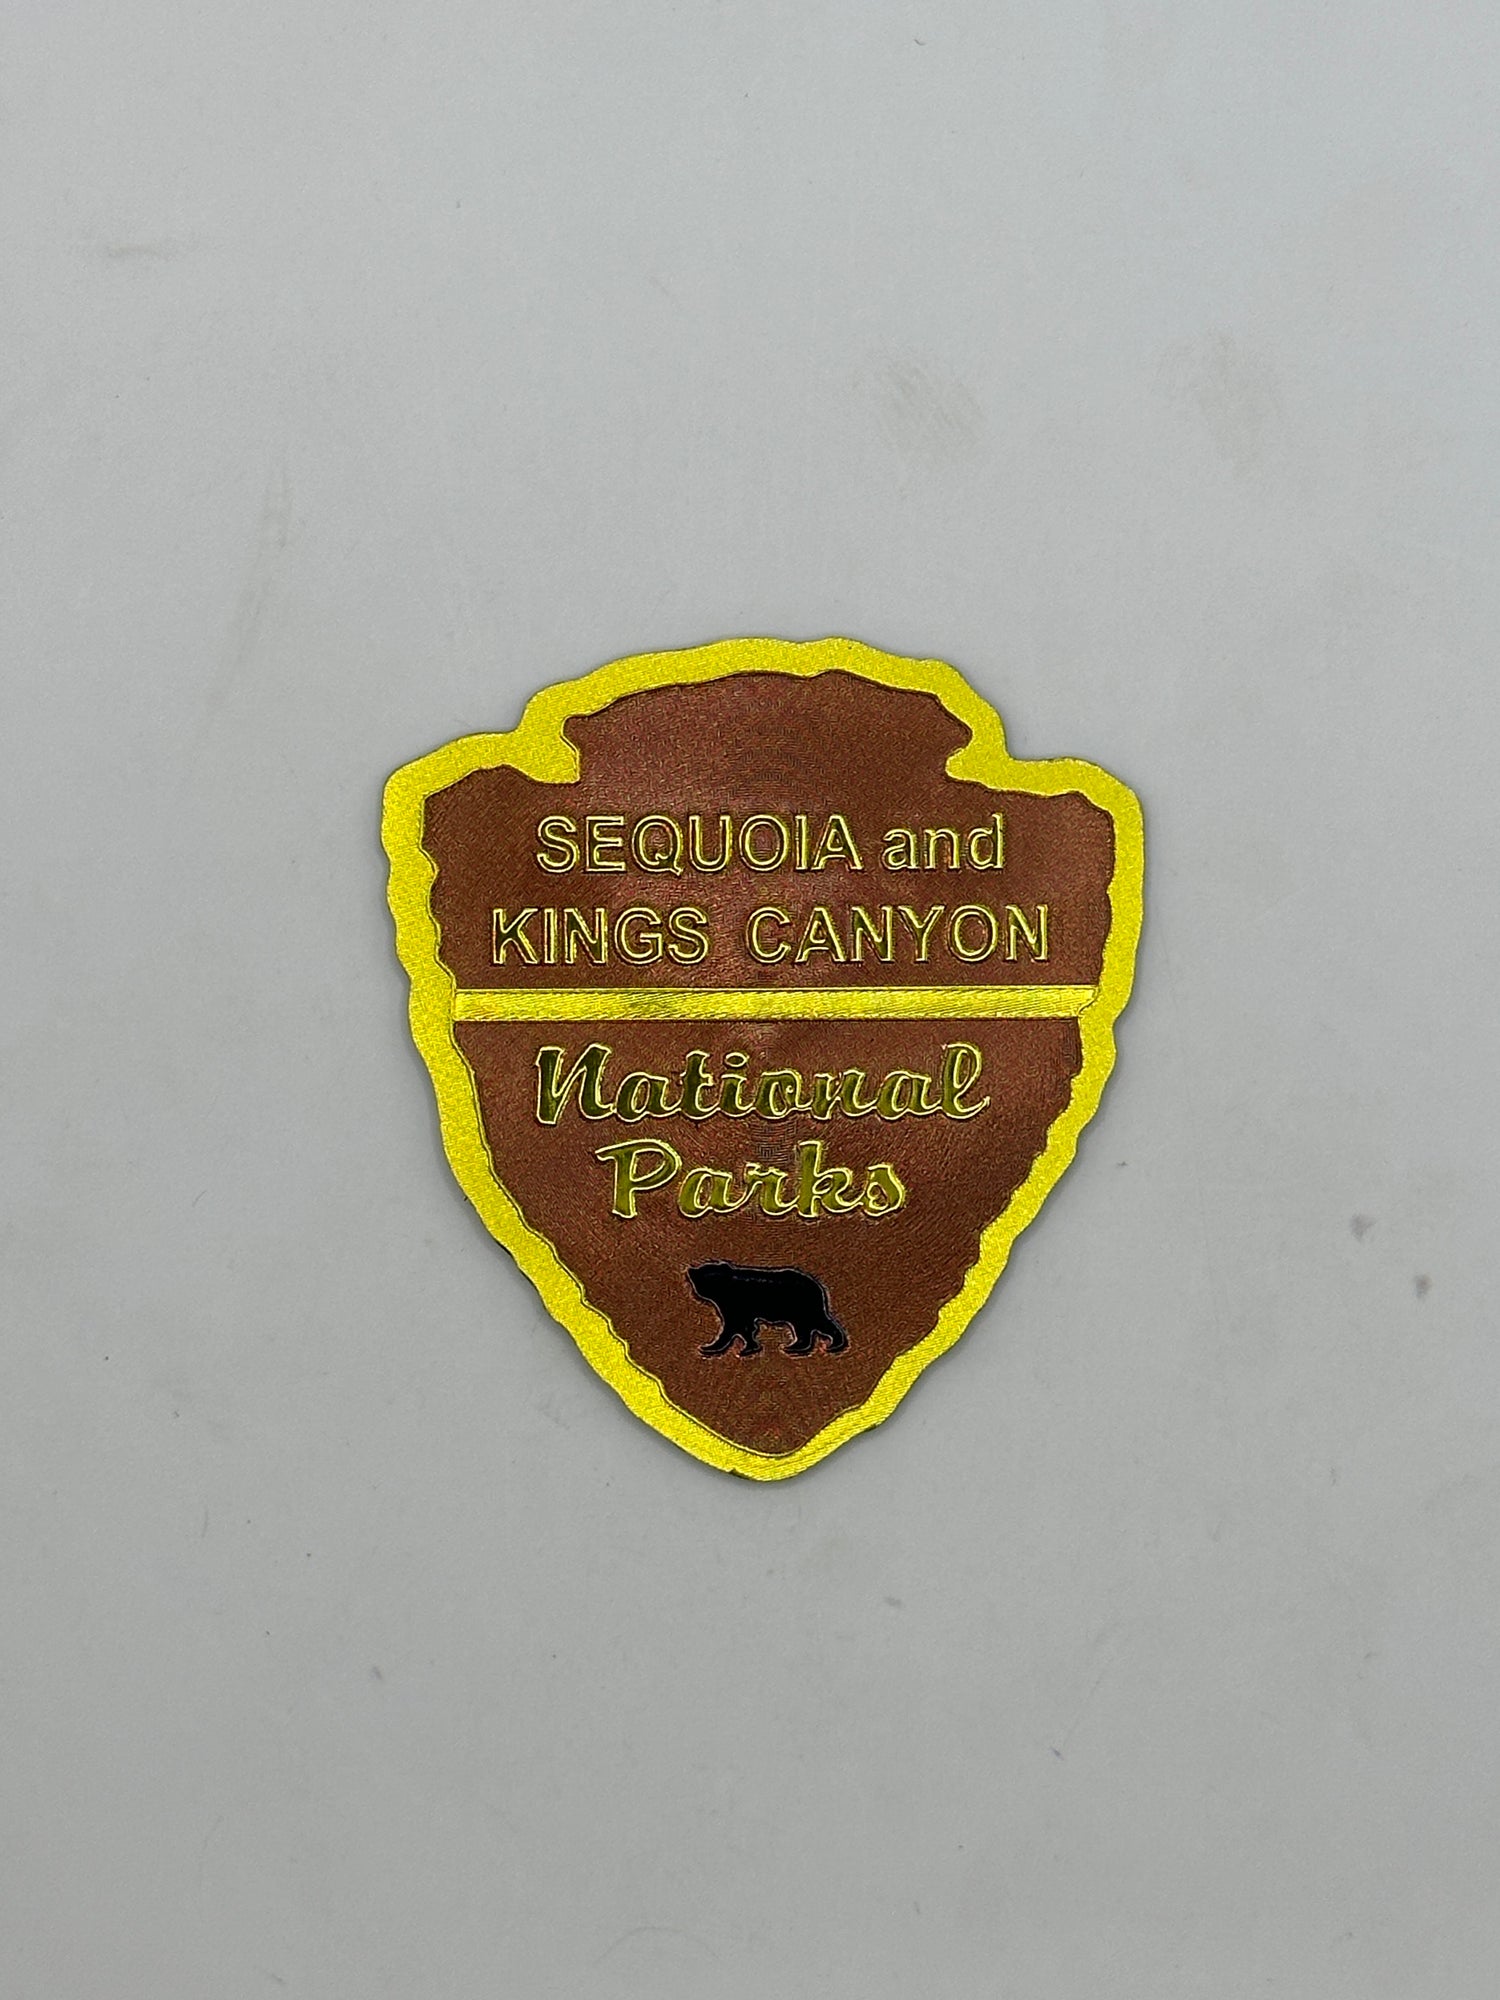 SEQUOIA and
KINGS CANYON
National
Parks